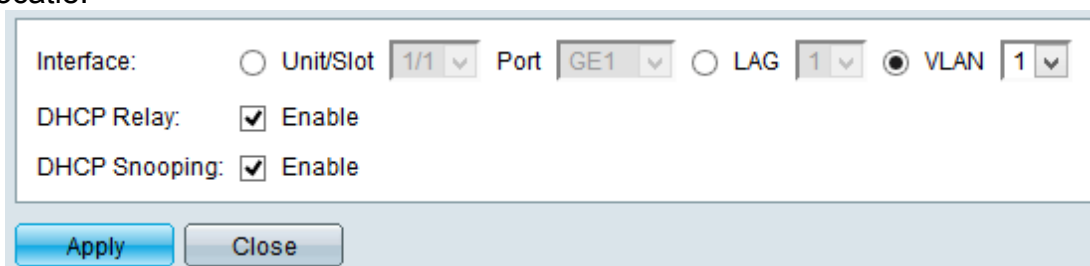 Interface: Unit/Slot 1/1 Port GE1 LAG 1 VLAN 1
DHCP Relay: Enable
DHCP Snooping: Enable
Apply Close